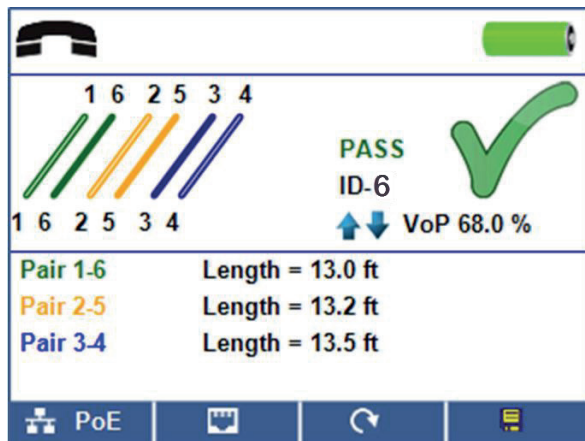 1 6 2 5 3 4
PASS
ID-6
1 6 2 5 3 4
VoP 68.0 %
Pair 1-6 Length = 13.0 ft
Pair 2-5 Length = 13.2 ft
Pair 3-4 Length = 13.5 ft
PoE